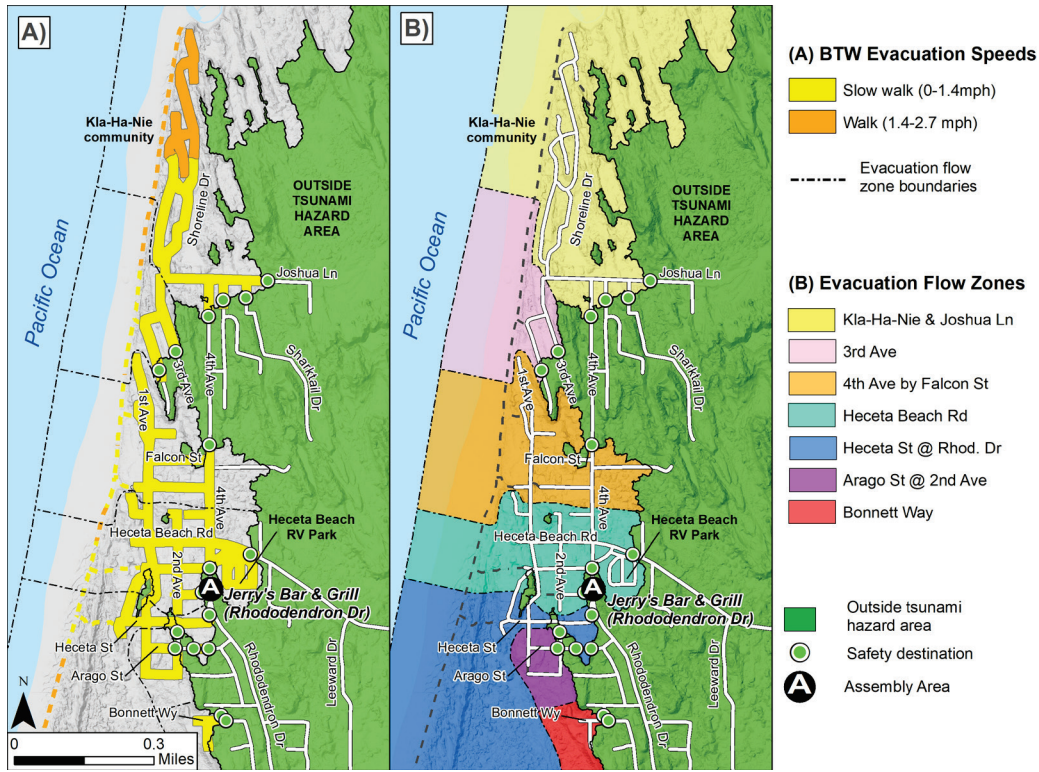 A)
Kla-Ha-Nie
community
Pacific Ocean
Shoreline Dr
OUTSIDE
TSUNAMI
HAZARD
AREA
Joshua Ln
3rd Ave
4th Ave
Sharktail Dr
1st Ave
Falcon St
4th Ave
Heceta Beach
RV Park
Heceta Beach Rd
2nd Ave
A
Jerry's Bar & Grill
(Rhododendron Dr)
Heceta St
Arago St
Rhododendron Dr
Leeward Dr
Bonnett Wy
N
0
0.3
Miles
B)
Kla-Ha-Nie
community
Pacific Ocean
Shoreline Dr
OUTSIDE
TSUNAMI
HAZARD
AREA
Joshua Ln
3rd Ave
4th Ave
Sharktail Dr
1st Ave
Falcon St
4th Ave
Heceta Beach
RV Park
Heceta Beach Rd
2nd Ave
A
Jerry's Bar & Grill
(Rhododendron Dr)
Heceta St
Arago St
Rhododendron Dr
Leeward Dr
Bonnett Wy
(A) BTW Evacuation Speeds
Slow walk (0-1.4mph)
Walk (1.4-2.7 mph)
Evacuation flow
zone boundaries
(B) Evacuation Flow Zones
Kla-Ha-Nie & Joshua Ln
3rd Ave
4th Ave by Falcon St
Heceta Beach Rd
Heceta St @ Rhod. Dr
Arago St @ 2nd Ave
Bonnett Way
Outside tsunami
hazard area
Safety destination
A
Assembly Area